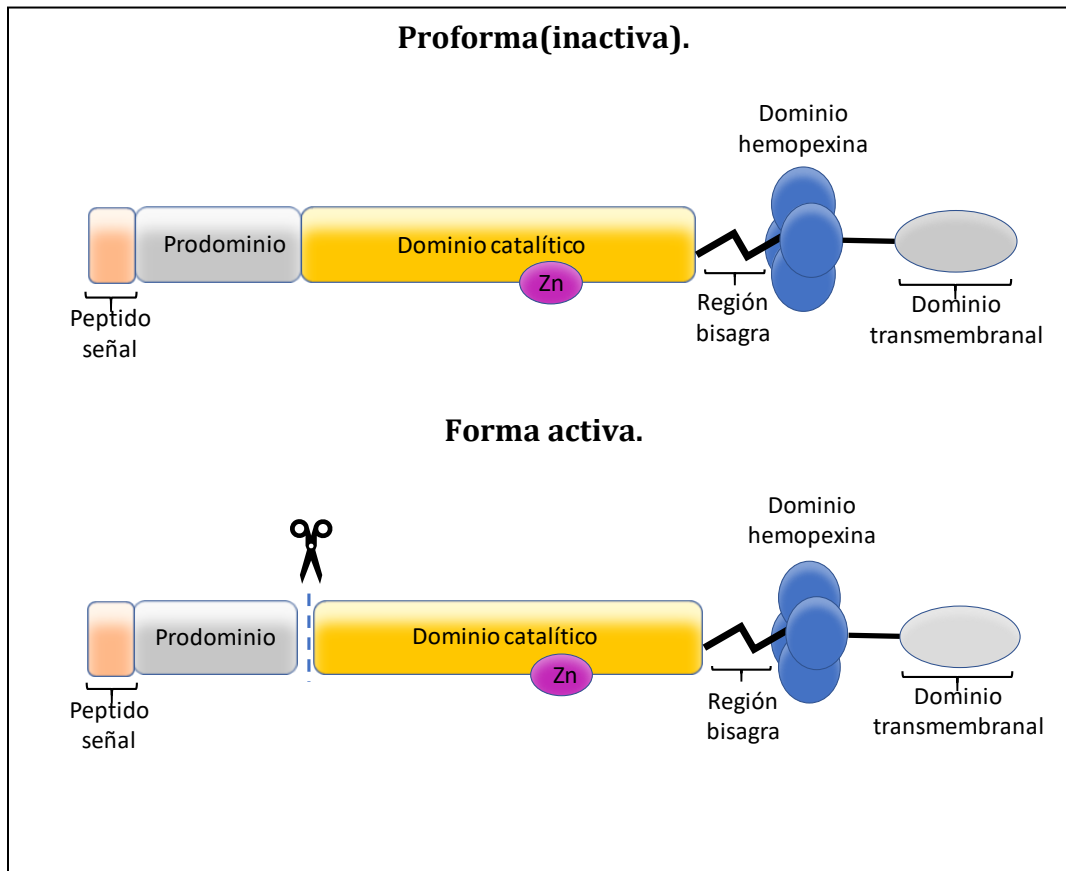 Proforma(inactiva).
Dominio
hemopexina
Prodominio
Dominio catalítico
Zn
Peptido
señal
Región
bisagra
Dominio
transmembranal
Forma activa.
Dominio
hemopexina
Prodominio
Dominio catalítico
Zn
Peptido
señal
Región
bisagra
Dominio
transmembranal